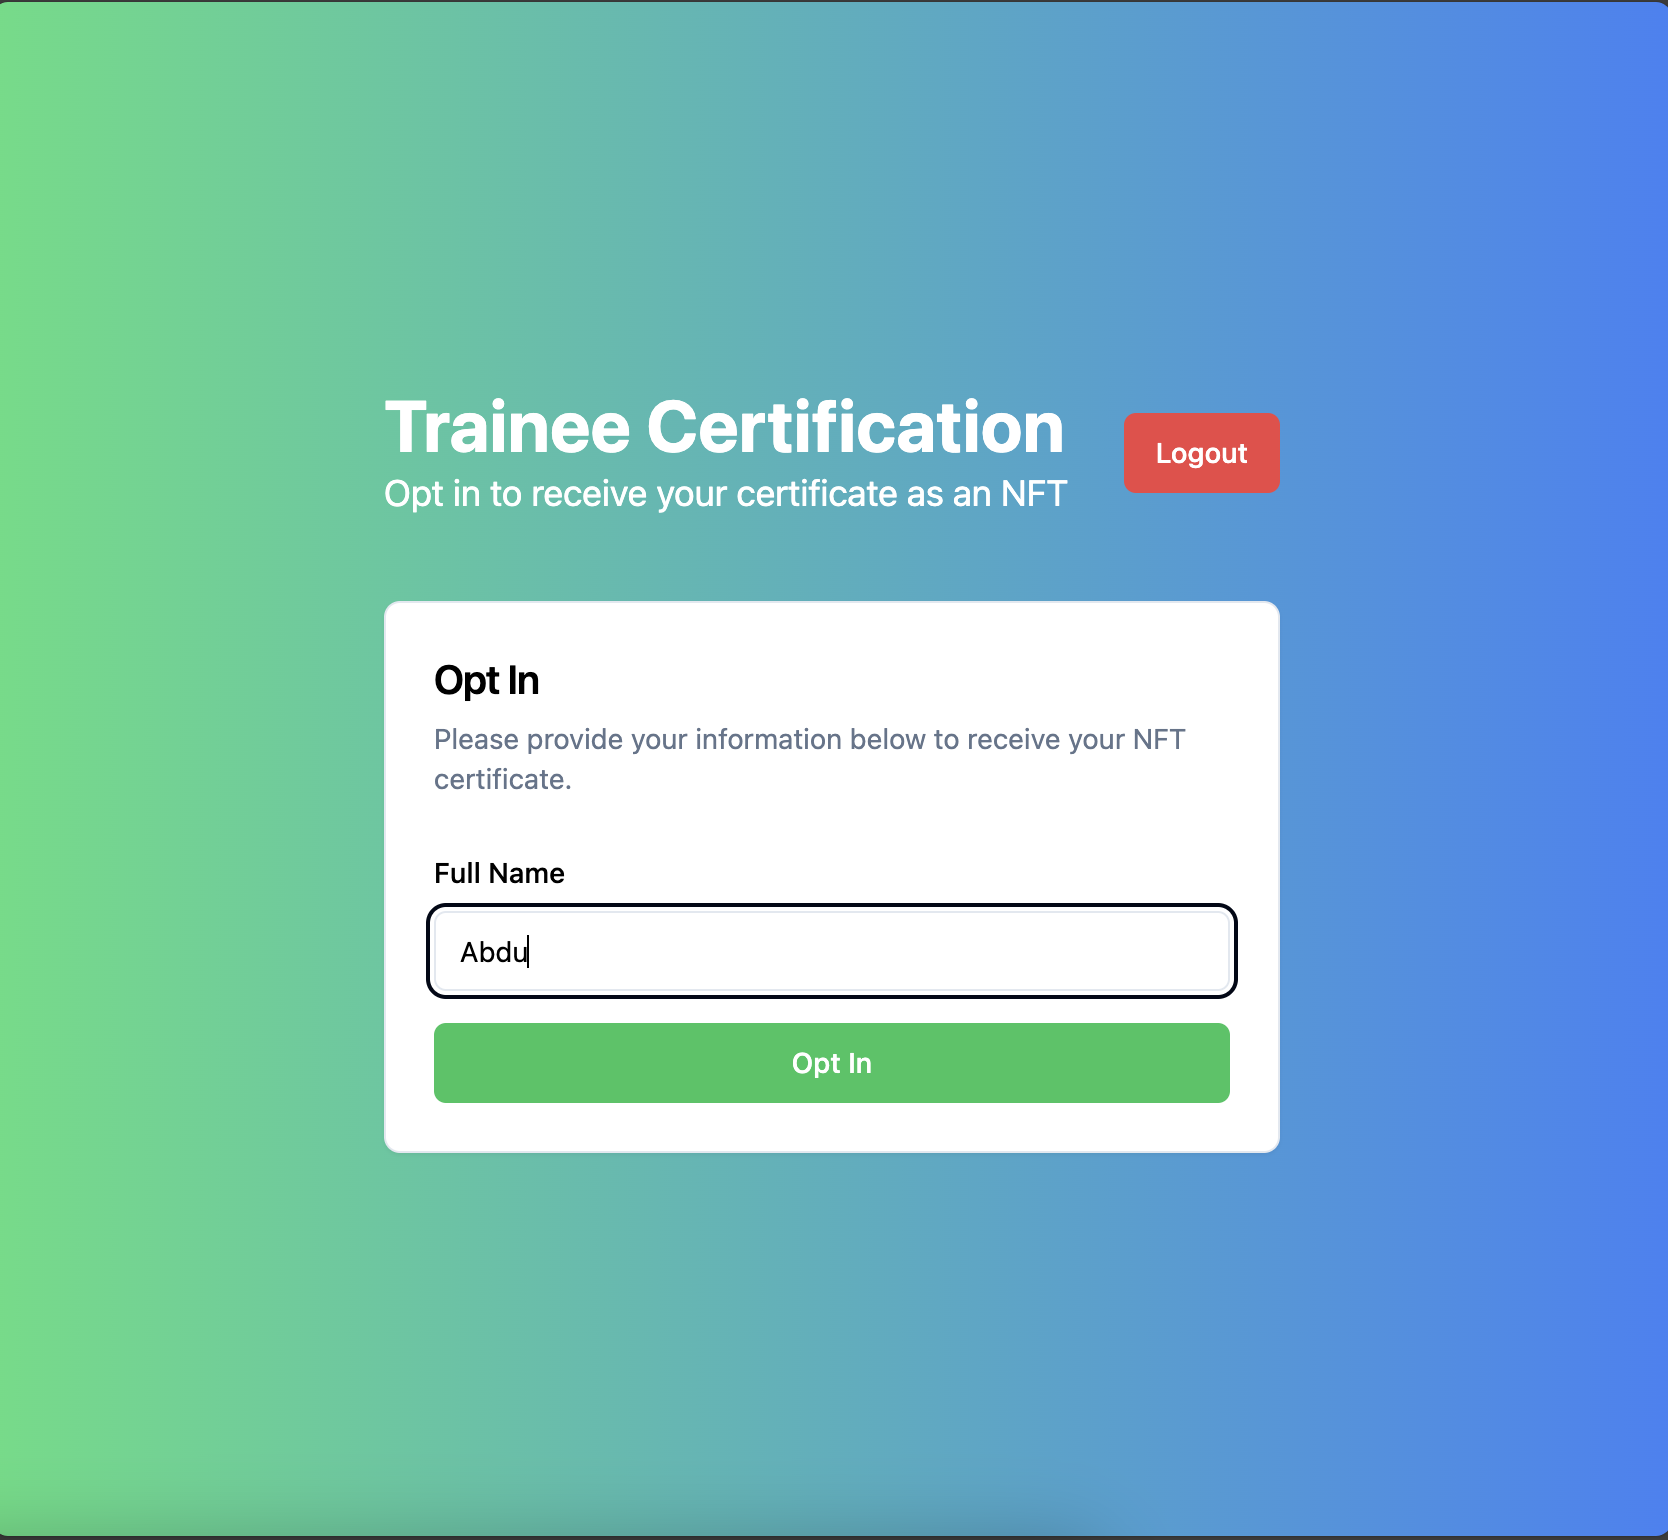 Trainee Certification
Opt in to receive your certificate as an NFT
Logout
Opt In
Please provide your information below to receive your NFT
certificate.
Full Name
Abdu
Opt In